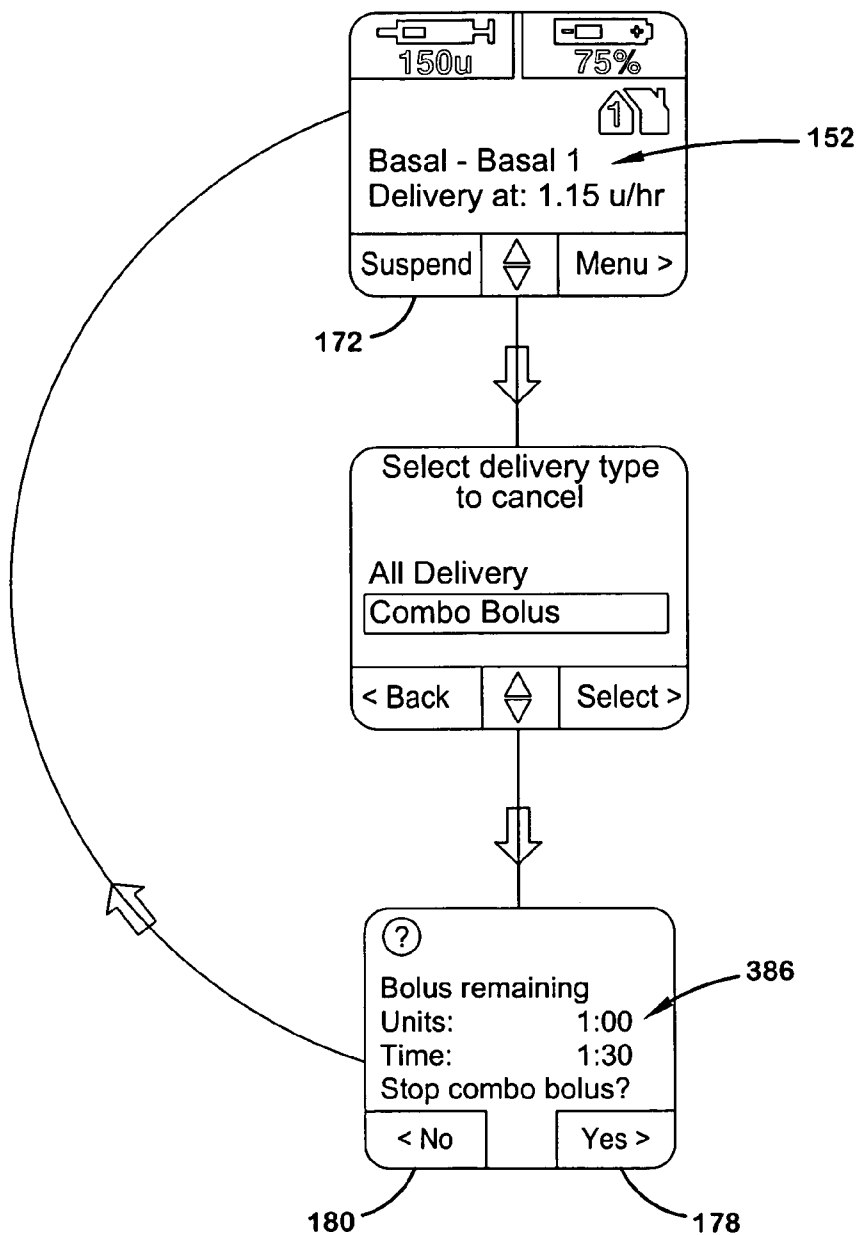 150u 75%
1
Basal - Basal 1
Delivery at: 1.15 u/hr
152
Suspend Menu >
172
Select delivery type
to cancel
All Delivery
Combo Bolus
< Back Select >
?
Bolus remaining
386
Units: 1:00
Time: 1:30
Stop combo bolus?
< No Yes >
180 178